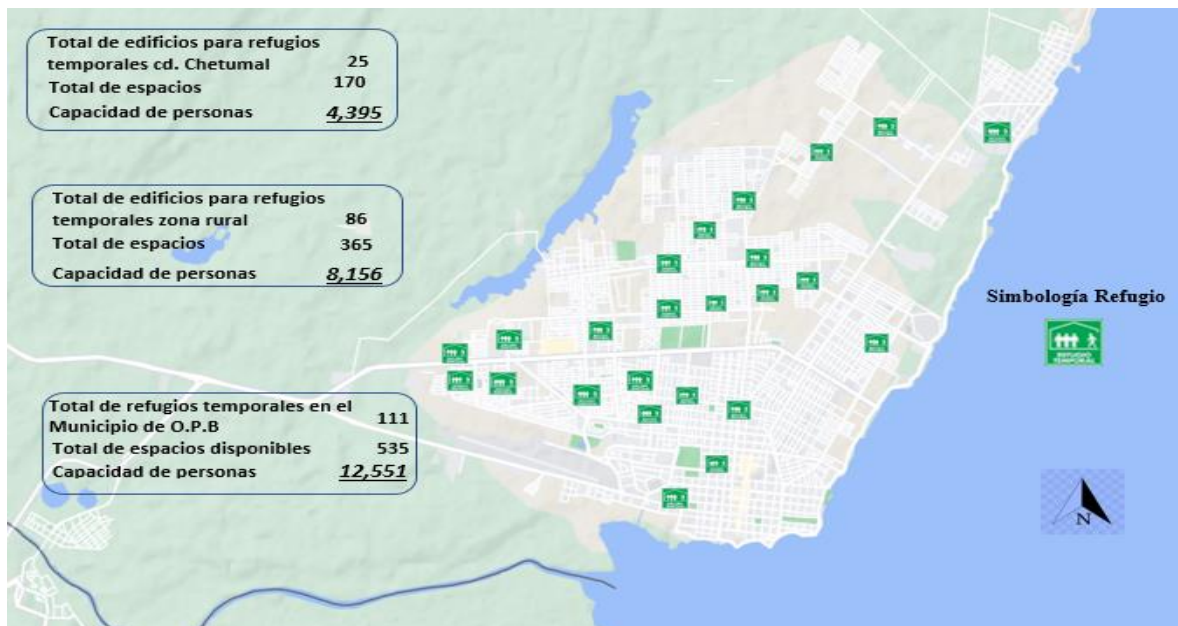 Total de edificios para refugios
temporales cd. Chetumal 25
Total de espacios 170
Capacidad de personas 4,395
Total de edificios para refugios
temporales zona rural 86
Total de espacios 365
Capacidad de personas 8,156
Total de refugios temporales en el
Municipio de O.P.B 111
Total de espacios disponibles 535
Capacidad de personas 12,551
Simbología Refugio
REFUGIO
TEMPORAL
N